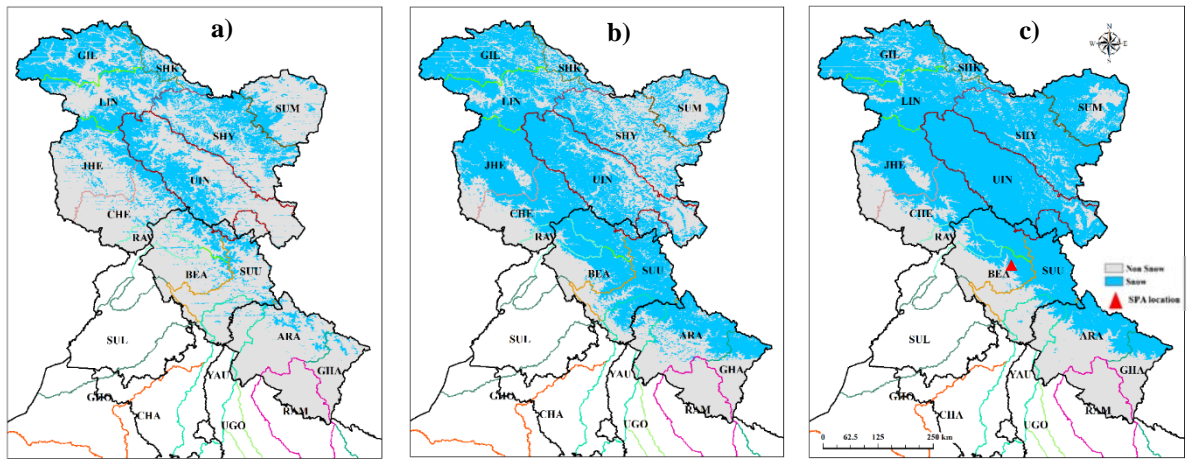 a)
GIL
SHK
LIN
SUM
SHY
JHE
UIN
CHE
RAV
BEA
SUU
SUL
ARA
YAU
GHA
GHO
CHA
RAM
UGO
b)
GIL
SHK
LIN
SUM
SHY
JHE
UIN
CHE
RAV
BEA
SUU
SUL
ARA
YAU
GHA
GHO
CHA
RAM
UGO
c)
N
W E
S
GIL
SHK
LIN
SUM
SHY
JHE
UIN
CHE
RAV
BEA
SUU
Non Snow
Snow
SPA location
SUL
ARA
YAU
GHA
GHO
CHA
RAM
UGO
0 62.5 125 250 km